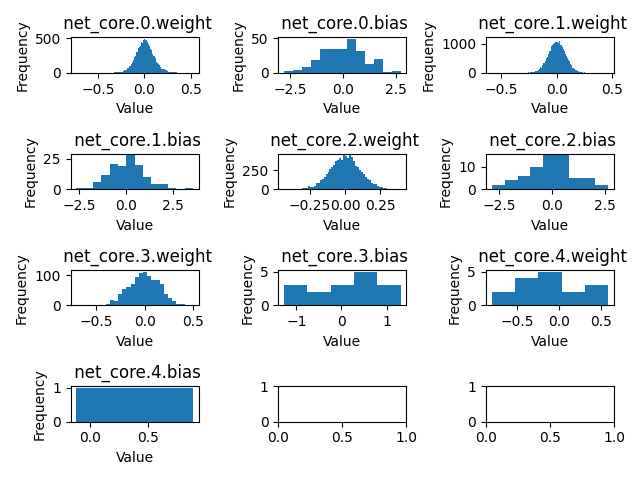 net_core.0.weight
Frequency
500
0
−0.5
0.0
0.5
Value
net_core.0.bias
Frequency
50
0
−2.5
0.0
2.5
Value
net_core.1.weight
Frequency
1000
0
−0.5
0.0
0.5
Value
net_core.1.bias
Frequency
25
0
−2.5
0.0
2.5
Value
net_core.2.weight
Frequency
250
0
−0.25
0.00
0.25
Value
net_core.2.bias
Frequency
10
0
−2.5
0.0
2.5
Value
net_core.3.weight
Frequency
100
0
−0.5
0.0
0.5
Value
net_core.3.bias
Frequency
5
0
−1
0
1
Value
net_core.4.weight
Frequency
5
0
−0.5
0.0
0.5
Value
net_core.4.bias
Frequency
1
0
0.0
0.5
Value
1
0
0.0
0.5
1.0
1
0
0.0
0.5
1.0